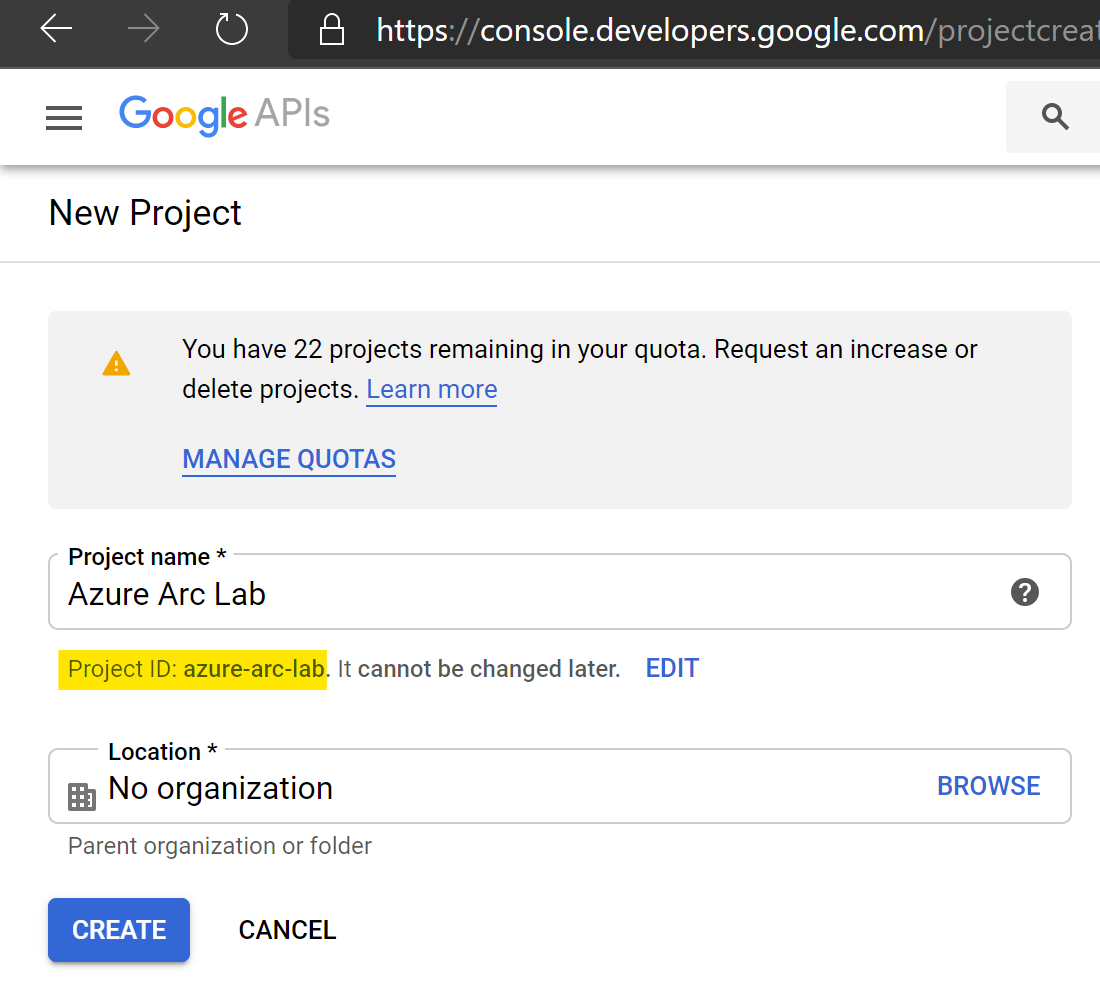 https://console.developers.google.com/projectcreat
Google APIs
New Project
You have 22 projects remaining in your quota. Request an increase or
delete projects. Learn more
MANAGE QUOTAS
Project name *
Azure Arc Lab
Project ID: azure-arc-lab. It cannot be changed later. EDIT
Location *
No organization BROWSE
Parent organization or folder
CREATE CANCEL